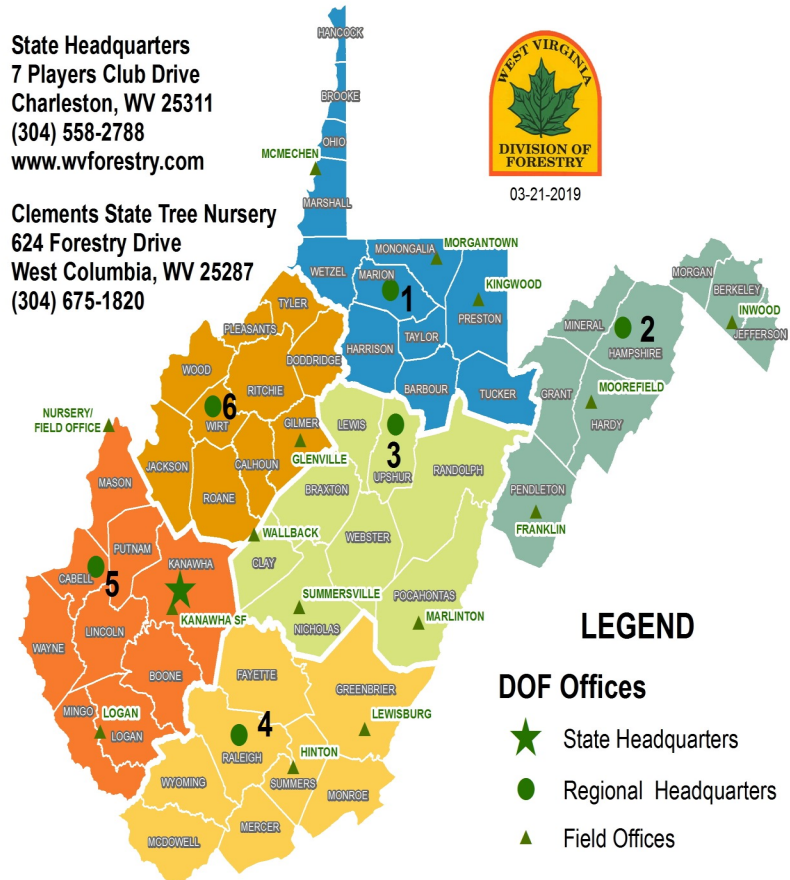 State Headquarters
7 Players Club Drive
Charleston, WV 25311
(304) 558-2788
www.wvforestry.com
Clements State Tree Nursery
624 Forestry Drive
West Columbia, WV 25287
(304) 675-1820
WEST VIRGINIA
DIVISION OF
FORESTRY
03-21-2019
HANCOCK
BROOKE
OHIO
MCMECHEN
MARSHALL
WETZEL
MONONGALIA
MORGANTOWN
MARION
1
KINGWOOD
PRESTON
HARRISON
TAYLOR
BARBOUR
TUCKER
MORGAN
BERKELEY
INWOOD
JEFFERSON
MINERAL
2
HAMPSHIRE
GRANT
MOOREFIELD
HARDY
PENDLETON
FRANKLIN
TYLER
PLEASANTS
DODDRIDGE
WOOD
RITCHIE
6
WIRT
GILMER
GLENVILLE
CALHOUN
JACKSON
ROANE
WALLBACK
LEWIS
3
UPSHUR
RANDOLPH
BRAXTON
WEBSTER
CLAY
SUMMERSVILLE
NICHOLAS
POCAHONTAS
MARLINTON
NURSERY/
FIELD OFFICE
MASON
PUTNAM
KANAWHA
CABELL
5
KANAWHA SF
LINCOLN
WAYNE
BOONE
MINGO
LOGAN
LOGAN
FAYETTE
4
GREENBRIER
LEWISBURG
RALEIGH
HINTON
SUMMERS
WYOMING
MONROE
MERCER
MCDOWELL
LEGEND
DOF Offices
State Headquarters
Regional Headquarters
Field Offices